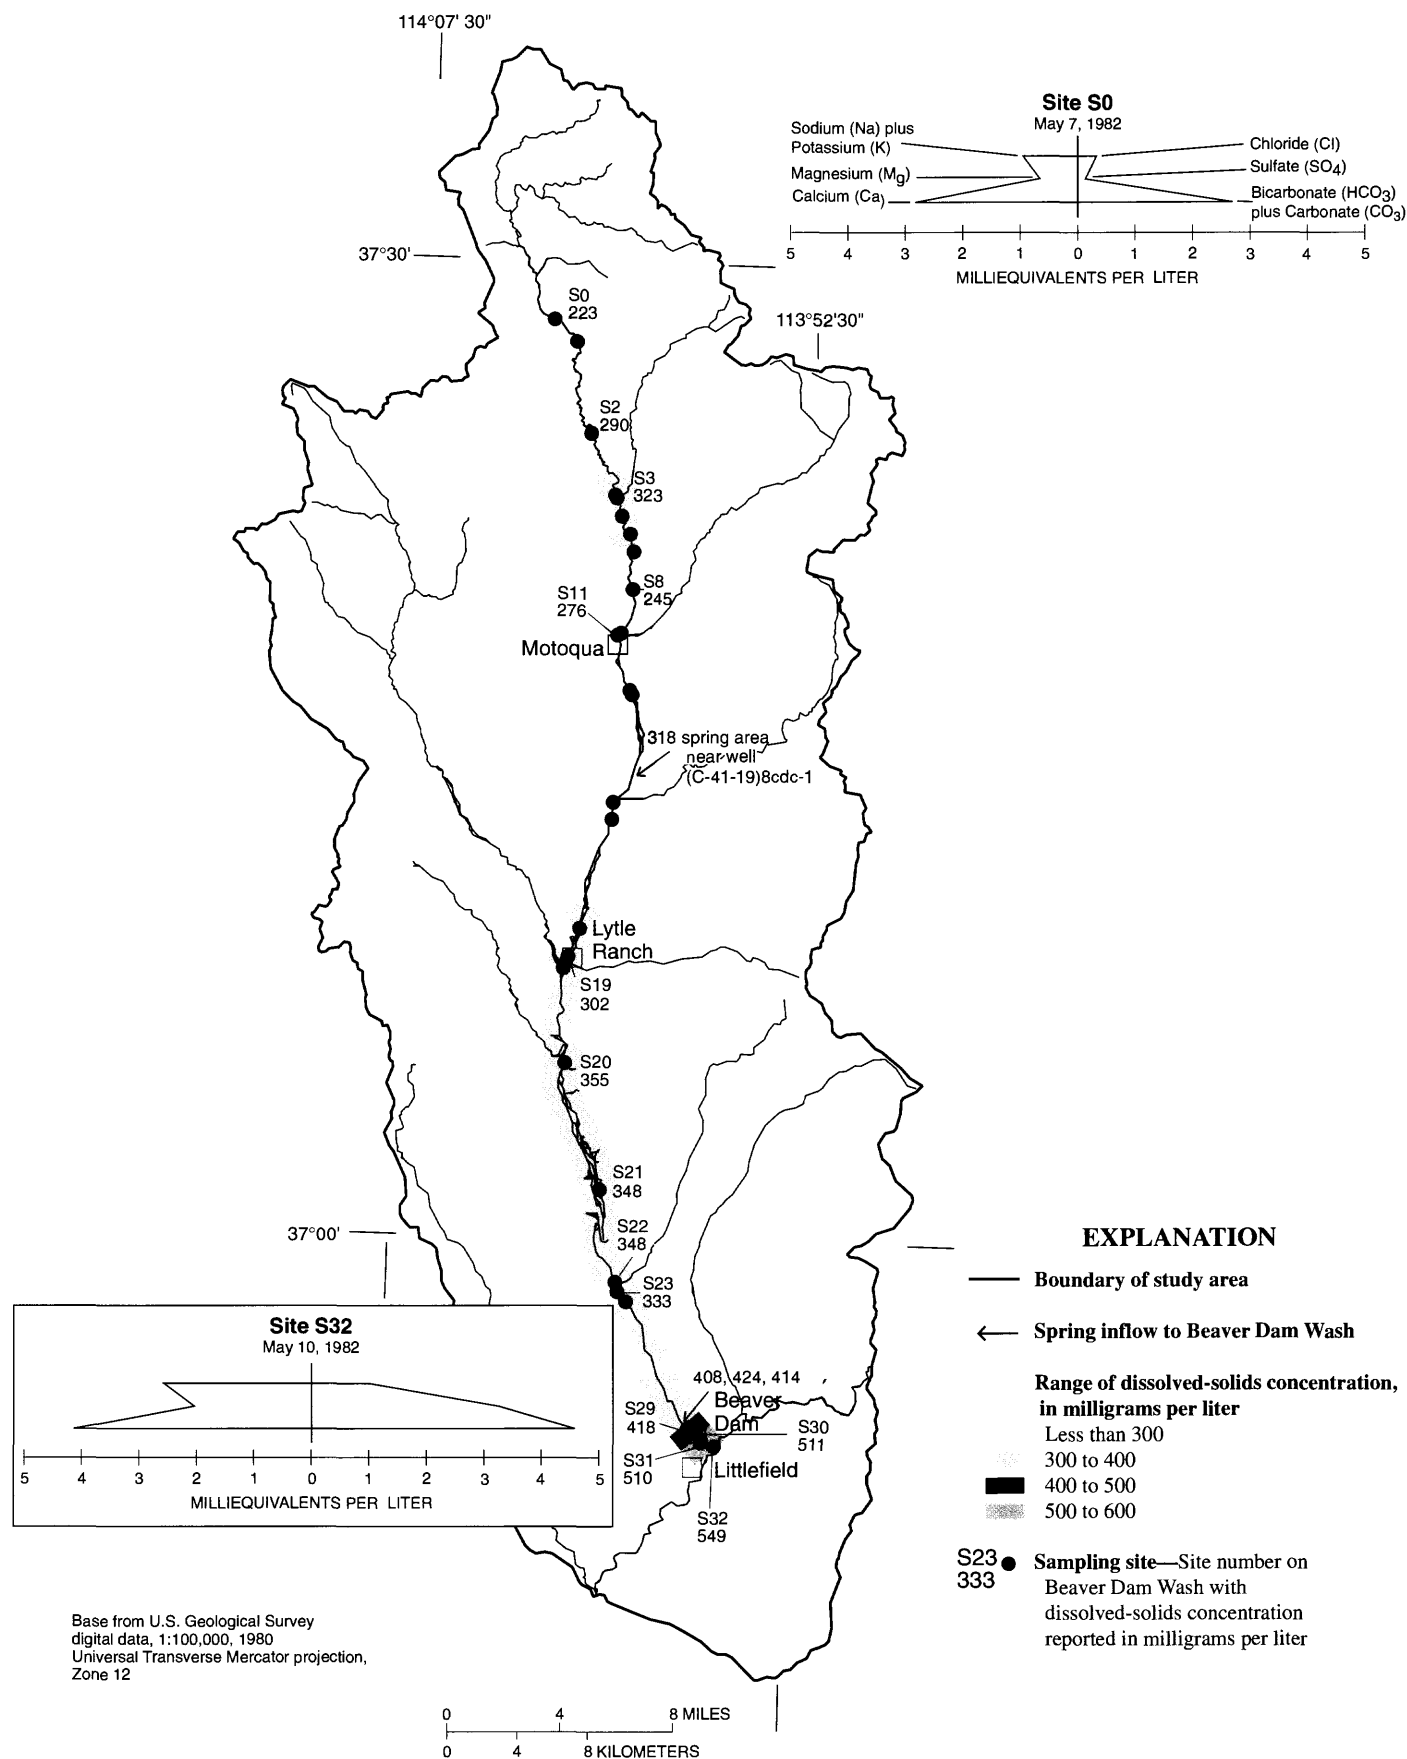 114°07' 30"
Site S0
May 7, 1982
Sodium (Na) plus
Potassium (K)
Magnesium (Mg)
Calcium (Ca)
Chloride (Cl)
Sulfate (SO4)
Bicarbonate (HCO3)
plus Carbonate (CO3)
5 4 3 2 1 0 1 2 3 4 5
MILLIEQUIVALENTS PER LITER
37°30'
113°52'30"
S0
223
S2
290
S3
323
S8
245
S11
276
Motoqua
318 spring area
near well
(C-41-19)8cdc-1
Lytle
Ranch
S19
302
S20
355
S21
348
S22
348
37°00'
S23
333
Site S32
May 10, 1982
5 4 3 2 1 0 1 2 3 4 5
MILLIEQUIVALENTS PER LITER
408, 424, 414
Beaver
Dam
S29
418
S30
511
S31
510
Littlefield
S32
549
EXPLANATION
Boundary of study area
Spring inflow to Beaver Dam Wash
Range of dissolved-solids concentration,
in milligrams per liter
Less than 300
300 to 400
400 to 500
500 to 600
S23
333
Sampling site—Site number on
Beaver Dam Wash with
dissolved-solids concentration
reported in milligrams per liter
Base from U.S. Geological Survey
digital data, 1:100,000, 1980
Universal Transverse Mercator projection,
Zone 12
0 4 8 MILES
0 4 8 KILOMETERS